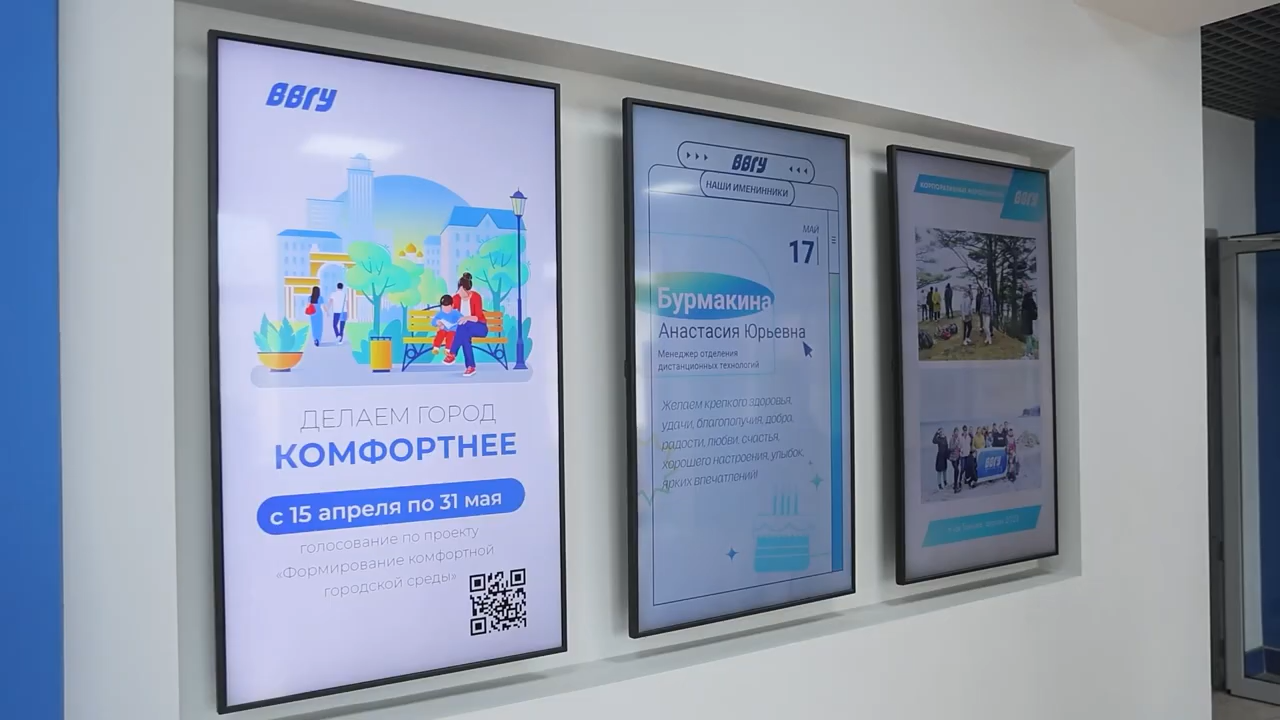 ВВГУ
ДЕЛАЕМ ГОРОД
КОМФОРТНЕЕ
с 15 апреля по 31 мая
голосование по проекту
«Формирование комфортной
городской среды»
ВВГУ
НАШИ ИМЕНИННИКИ
МАЙ
17
Бурмакина
Анастасия Юрьевна
Менеджер отделения
дистанционных технологий
Желаем крепкого здоровья,
удачи, благополучия, добра,
радости, любви, счастья,
хорошего настроения, улыбок,
ярких впечатлений!
ВВГУ
ВВГУ